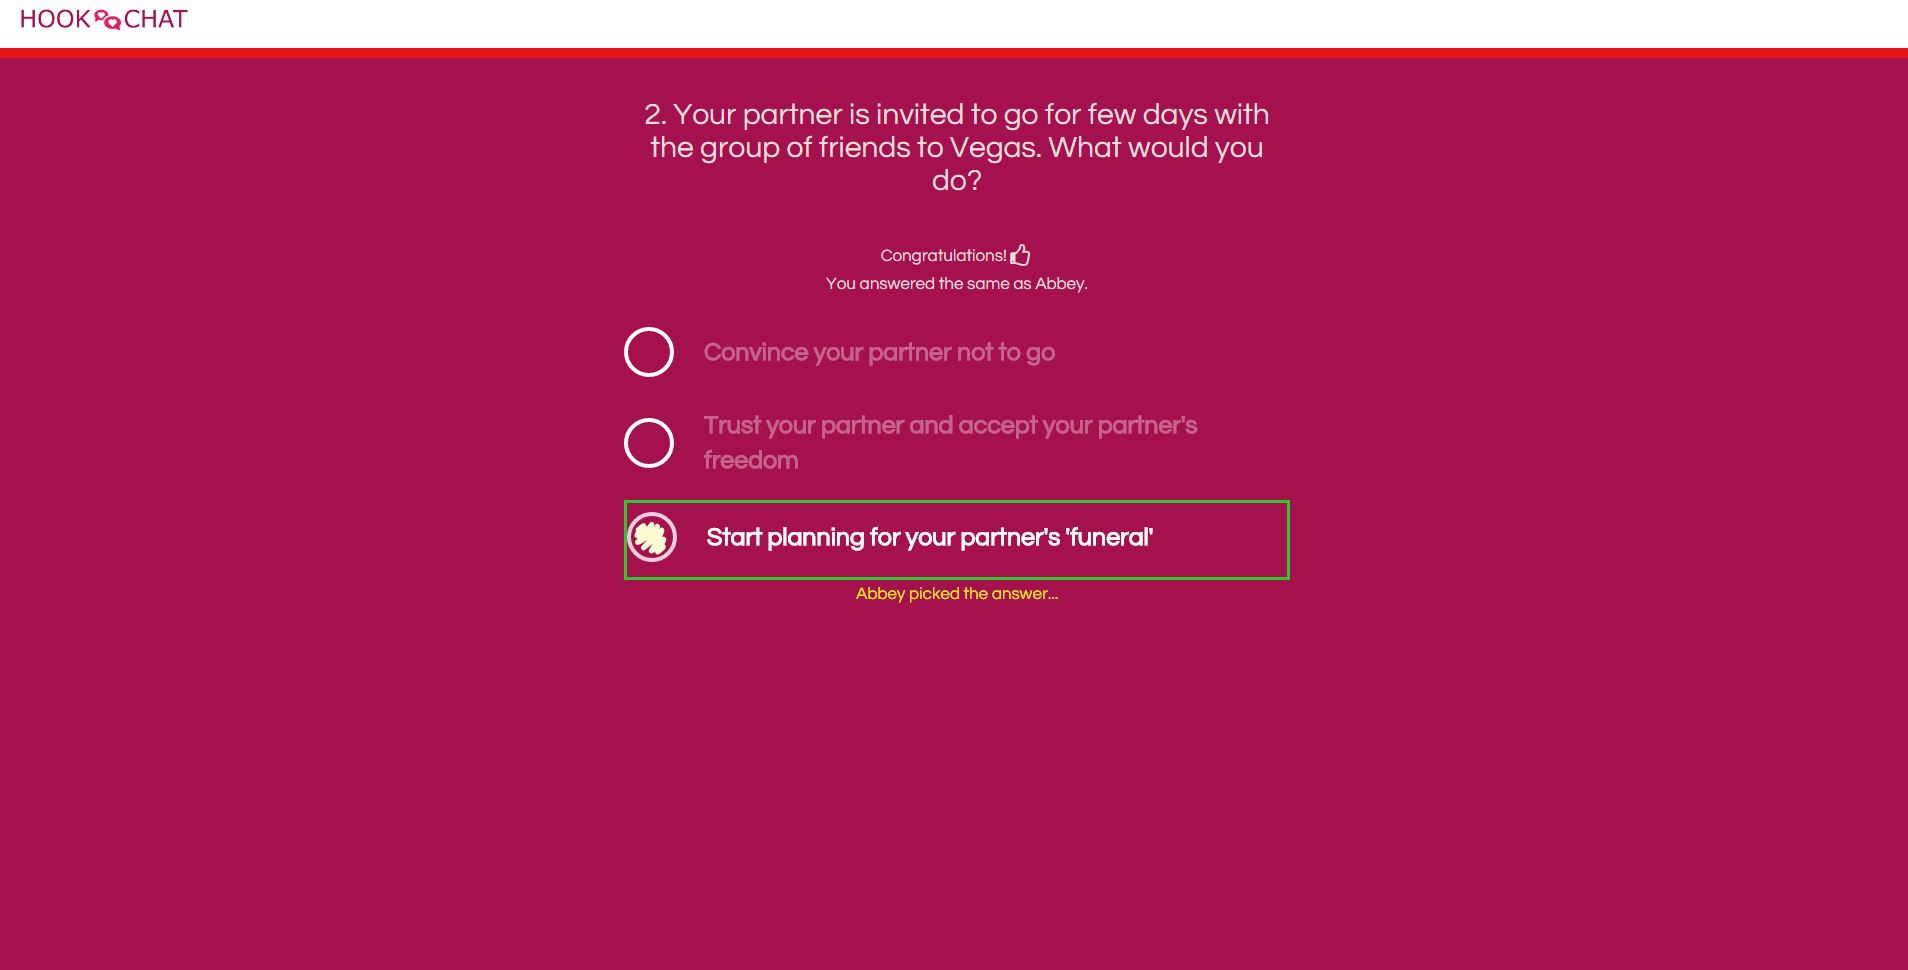 HOOK CHAT
2. Your partner is invited to go for few days with
the group of friends to Vegas. What would you
do?
Congratulations!
You answered the same as Abbey.
Convince your partner not to go
Trust your partner and accept your partner's
freedom
Start planning for your partner's 'funeral'
Abbey picked the answer...